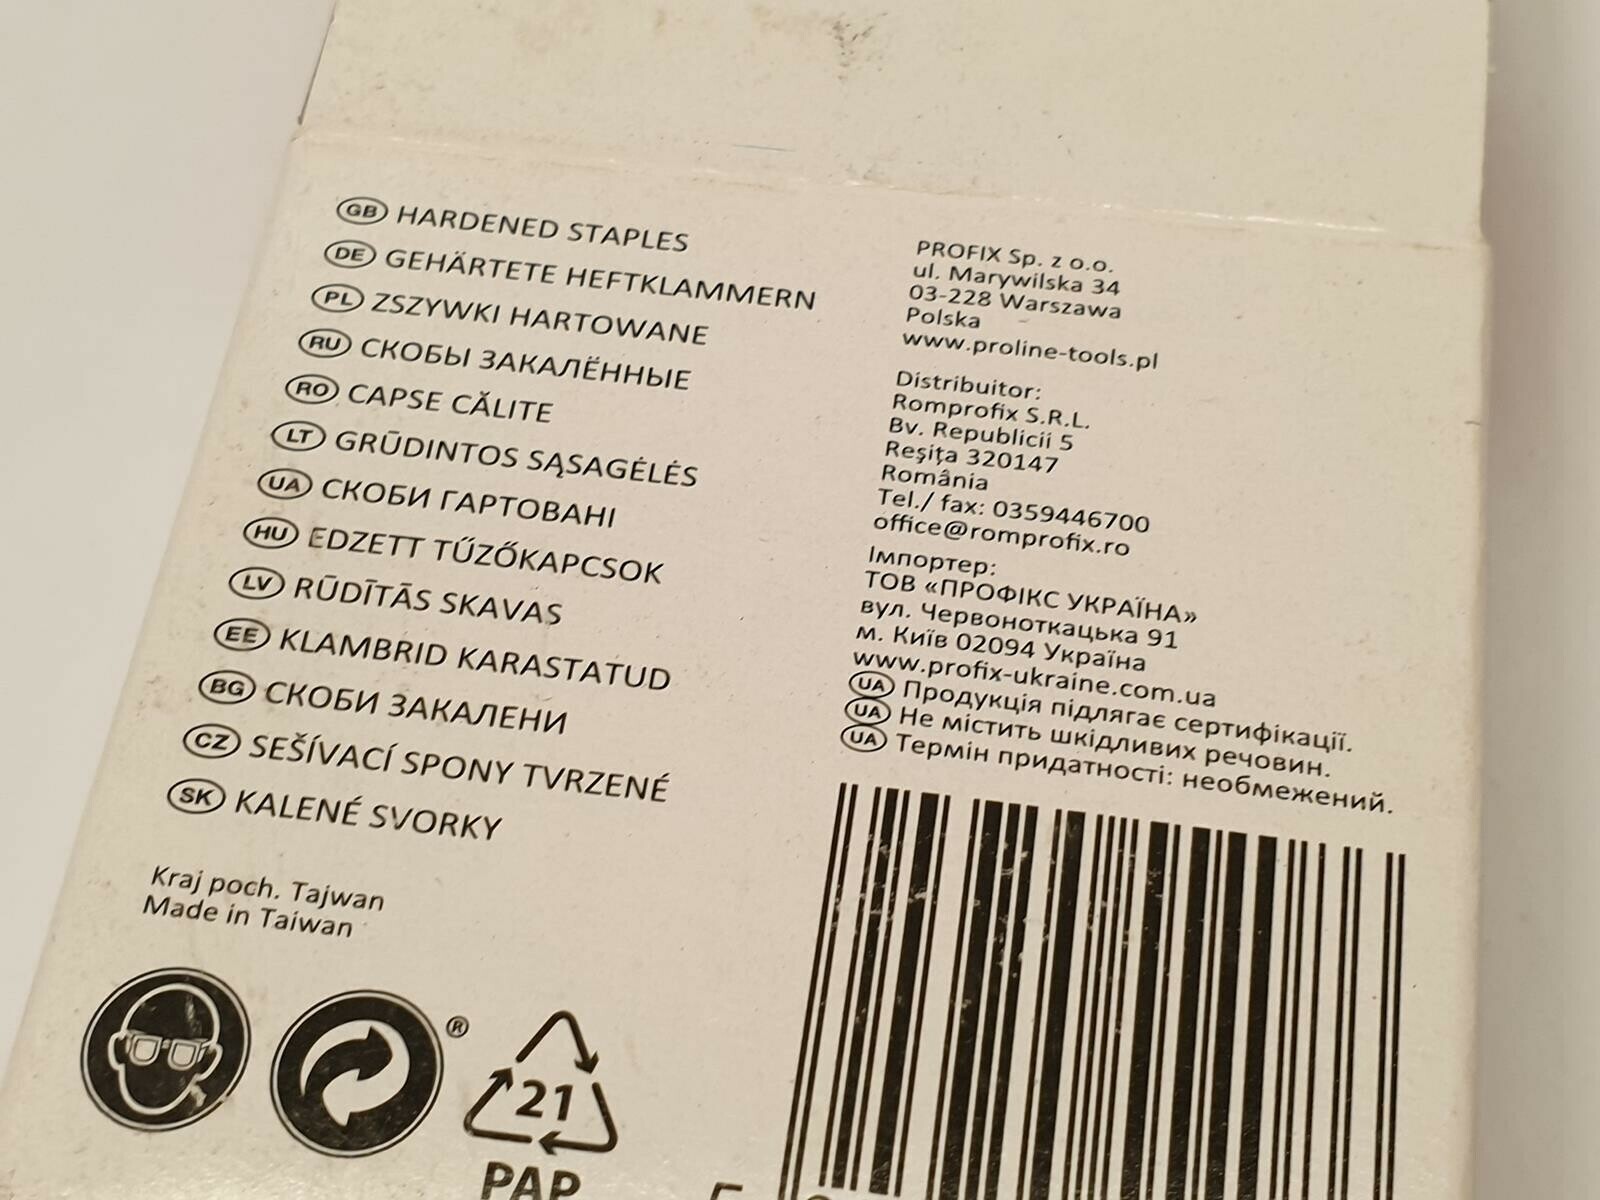 GB HARDENED STAPLES
DE GEHÄRTETE HEFTKLAMMERN
PL ZSZYWKI HARTOWANE
RU СКОБЫ ЗАКАЛЁННЫЕ
RO CAPSE CĂLITE
LT GRŪDINTOS SĄSAGĖLĖS
UA СКОБИ ГАРТОВАНІ
HU EDZETT TŰZŐKAPCSOK
LV RŪDĪTĀS SKAVAS
EE KLAMBRID KARASTATUD
BG СКОБИ ЗАКАЛЕНИ
CZ SEŠÍVACÍ SPONY TVRZENÉ
SK KALENÉ SVORKY
Kraj poch. Tajwan
Made in Taiwan
®
21
PAP
PROFIX Sp. z o.o.
ul. Marywilska 34
03-228 Warszawa
Polska
www.proline-tools.pl
Distribuitor:
Romprofix S.R.L.
Bv. Republicii 5
Reşiţa 320147
România
Tel./ fax: 0359446700
office@romprofix.ro
Імпортер:
ТОВ «ПРОФІКС УКРАЇНА»
вул. Червоноткацька 91
м. Київ 02094 Україна
www.profix-ukraine.com.ua
UA Продукція підлягає сертифікації.
UA Не містить шкідливих речовин.
UA Термін придатності: необмежений.